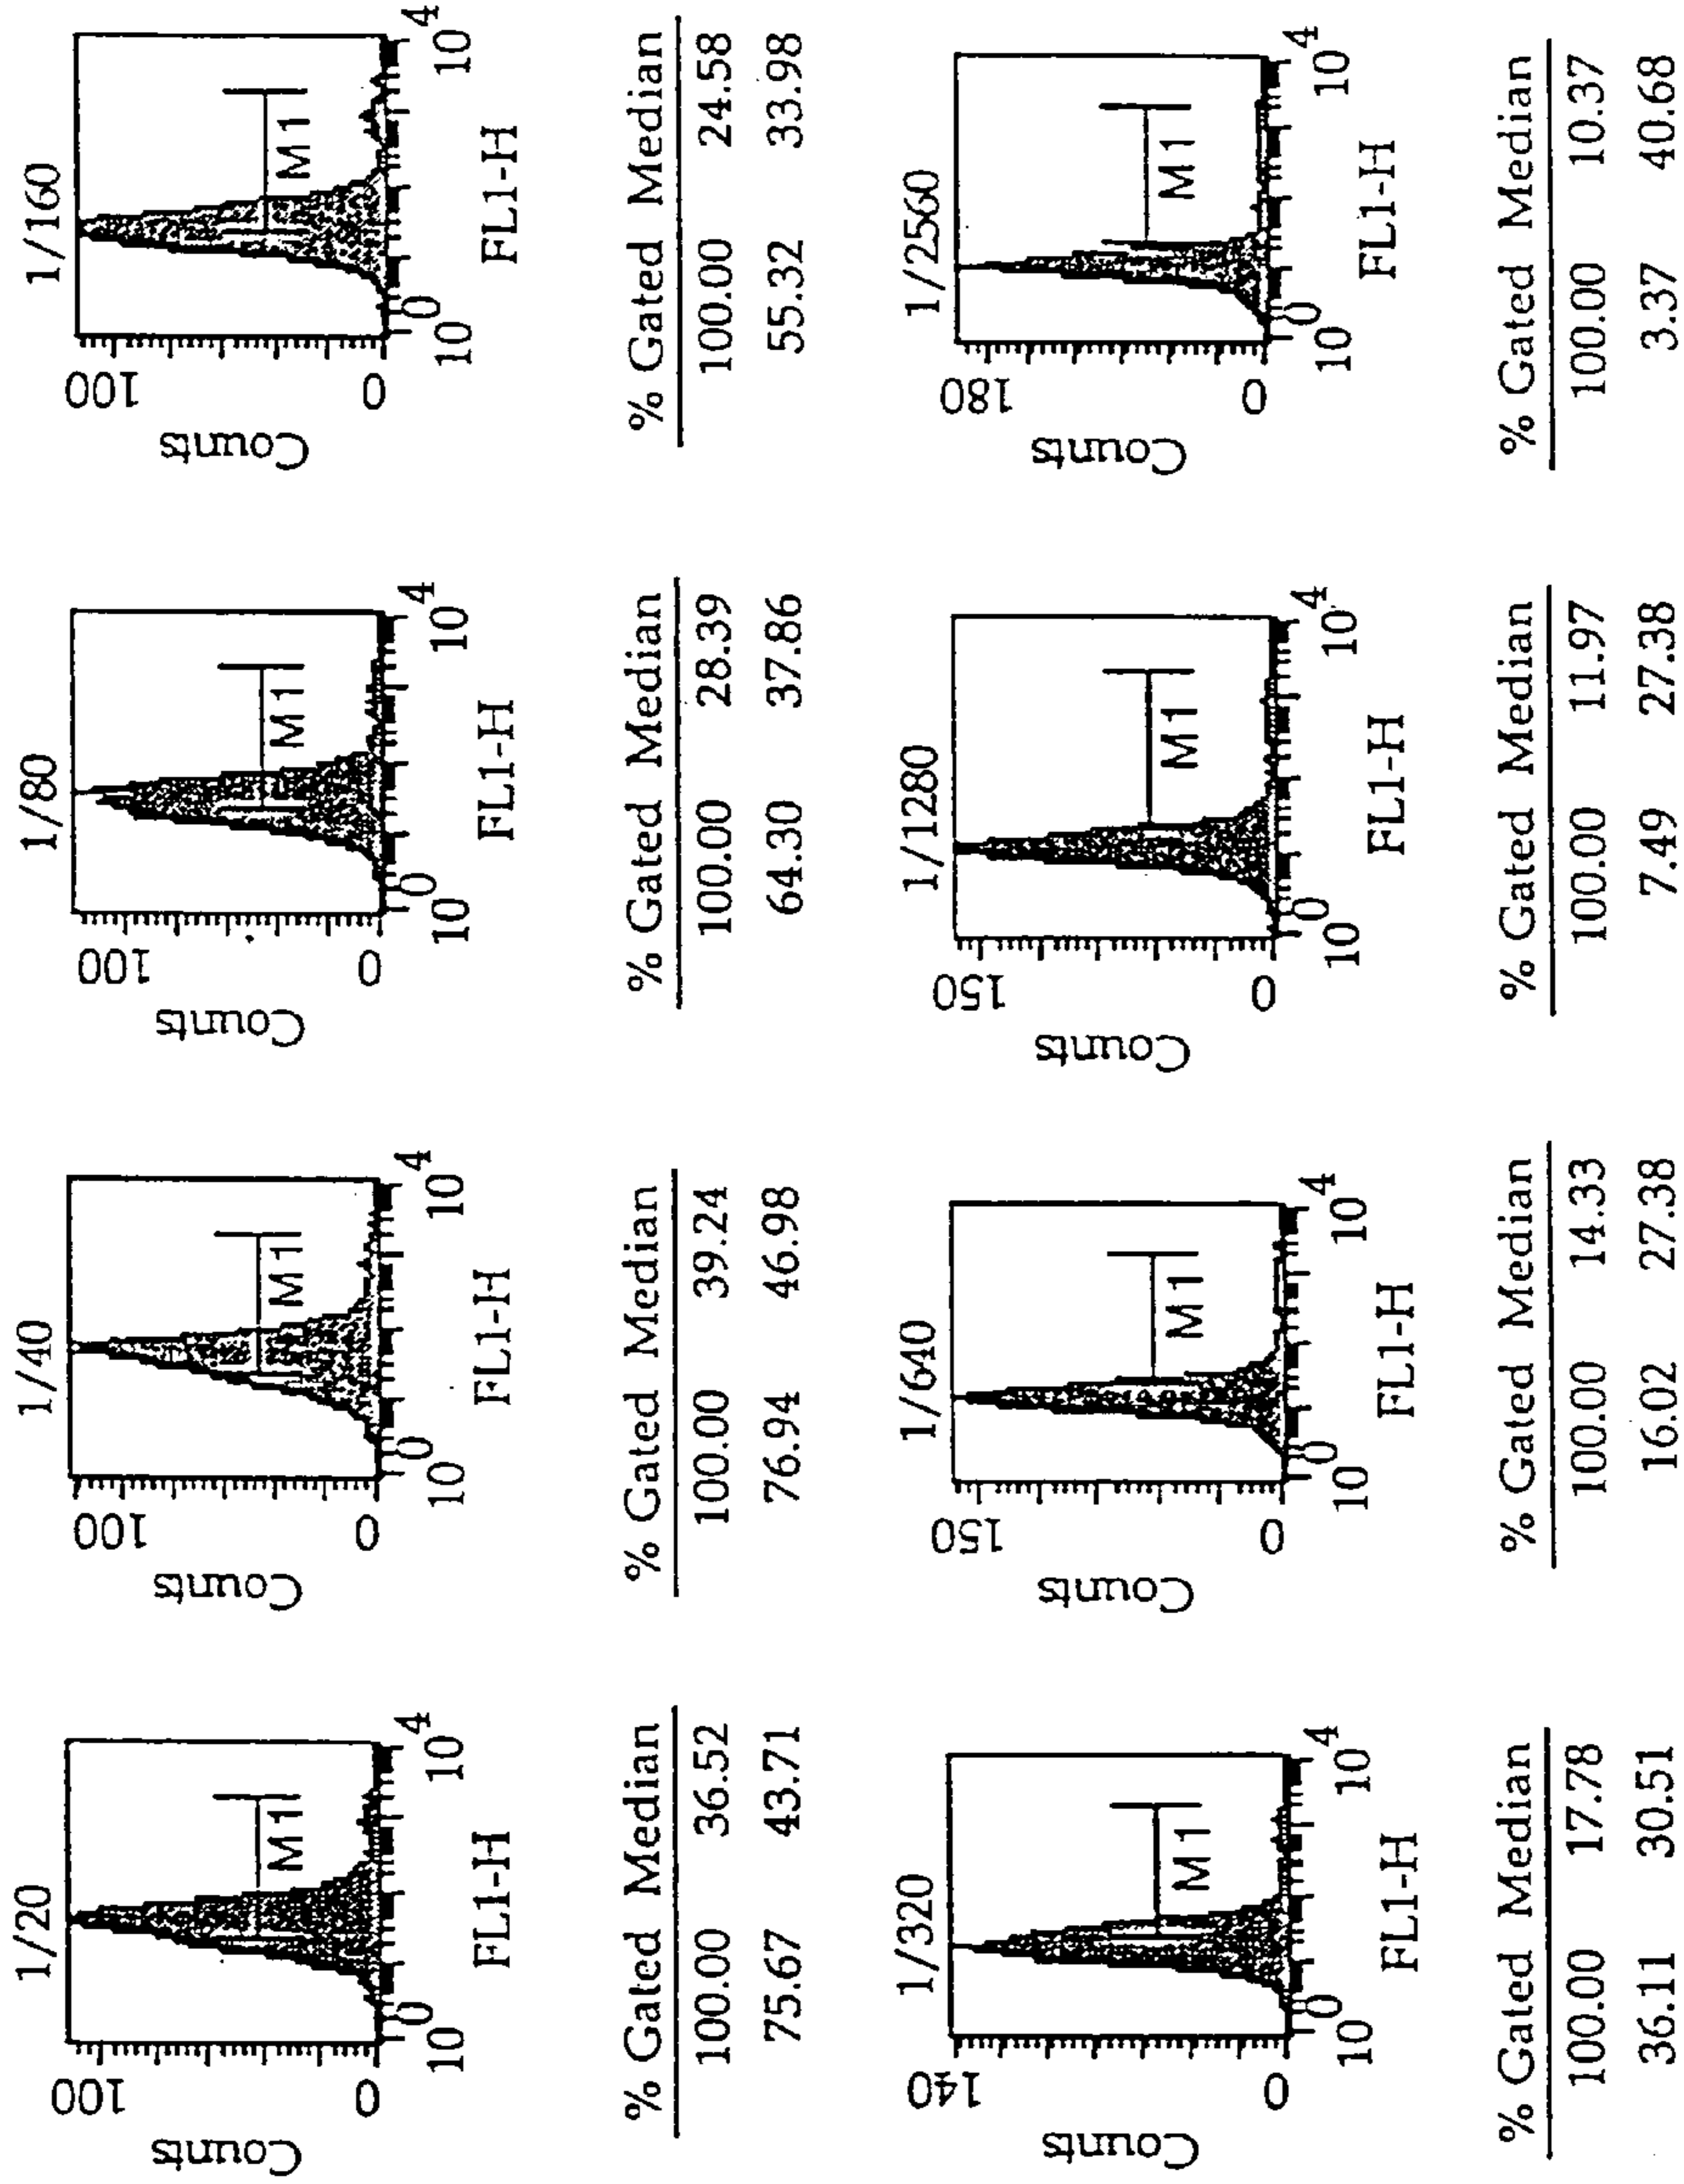 1/20
Counts
100
0
10 0
10 4
M1
FL1-H
% Gated Median
100.00 36.52
75.67 43.71
1/40
Counts
100
0
10 0
10 4
M1
FL1-H
% Gated Median
100.00 39.24
76.94 46.98
1/80
Counts
100
0
10 0
10 4
M1
FL1-H
% Gated Median
100.00 28.39
64.30 37.86
1/160
Counts
100
0
10 0
10 4
M1
FL1-H
% Gated Median
100.00 24.58
55.32 33.98
1/320
Counts
140
0
10 0
10 4
M1
FL1-H
% Gated Median
100.00 17.78
36.11 30.51
1/640
Counts
150
0
10 0
10 4
M1
FL1-H
% Gated Median
100.00 14.33
16.02 27.38
1/1280
Counts
150
0
10 0
10 4
M1
FL1-H
% Gated Median
100.00 11.97
7.49 27.38
1/2560
Counts
180
0
10 0
10 4
M1
FL1-H
% Gated Median
100.00 10.37
3.37 40.68